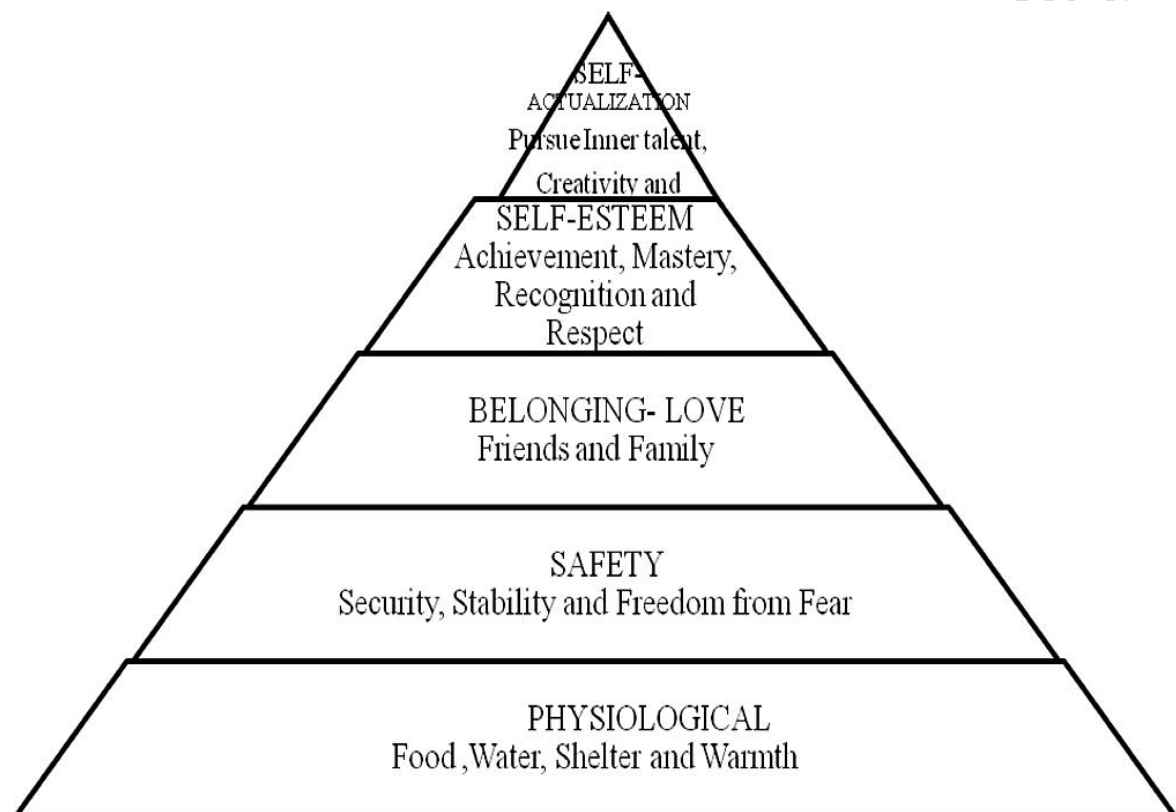 SELF-
ACTUALIZATION
Pursue Inner talent,
Creativity and
SELF-ESTEEM
Achievement, Mastery,
Recognition and
Respect
BELONGING- LOVE
Friends and Family
SAFETY
Security, Stability and Freedom from Fear
PHYSIOLOGICAL
Food ,Water, Shelter and Warmth